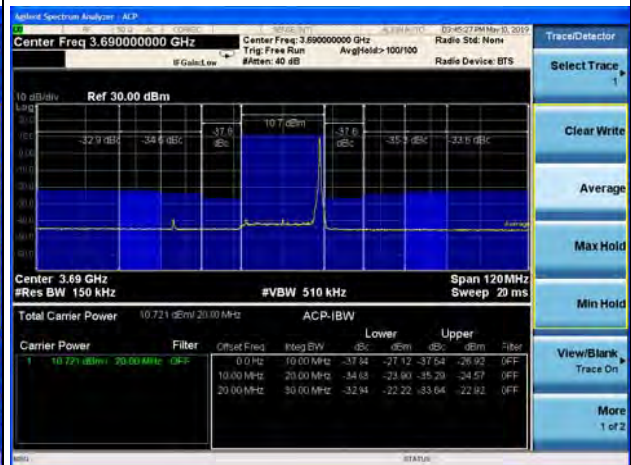 Agilent Spectrum Analyzer - ACP
03:45:27 PM May 10, 2019
Center Freq 3.690000000 GHz
Center Freq: 3.690000000 GHz
Radio Std: None
Trig: Free Run
Avg|Hold>100/100
IFGain:Low
#Atten: 40 dB
Radio Device: BTS
Trace/Detector
Select Trace
1
Clear Write
Average
Max Hold
Min Hold
View/Blank
Trace On
More
1 of 2
10 dB/div
Ref 30.00 dBm
Log
10.7 dBm
-32.9 dBc
-34.6 dBc
-37.8 dBc
-37.6 dBc
-35.3 dBc
-33.6 dBc
Average
Center 3.69 GHz
Span 120 MHz
#Res BW 150 kHz
#VBW 510 kHz
Sweep 20 ms
Total Carrier Power 10.721 dBm/ 20.00 MHz
ACP-IBW
Lower
Upper
Carrier Power
Filter
Offset Freq
Integ BW
dBc
dBm
dBc
dBm
Filter
1 10.721 dBm / 20.00 MHz OFF
0.0 Hz 10.00 MHz -37.84 -27.12 -37.64 -26.92 OFF
10.00 MHz 20.00 MHz -34.63 -23.90 -35.29 -24.57 OFF
20.00 MHz 30.00 MHz -32.94 -22.22 -33.64 -22.92 OFF
MSG
STATUS